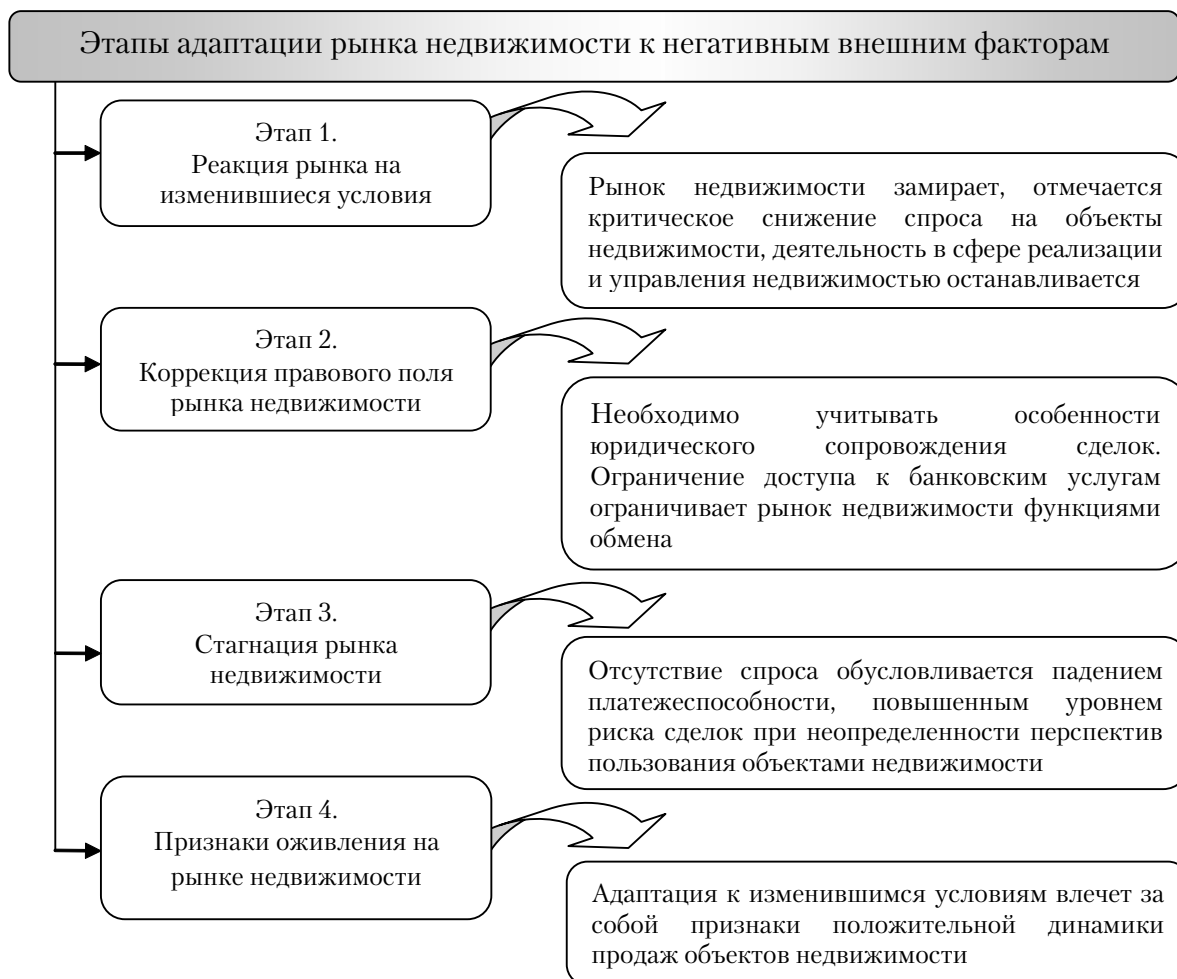 Этапы адаптации рынка недвижимости к негативным внешним факторам
Этап 1.
Реакция рынка на
изменившиеся условия
Рынок недвижимости замирает, отмечается
критическое снижение спроса на объекты
недвижимости, деятельность в сфере реализации
и управления недвижимостью останавливается
Этап 2.
Коррекция правового поля
рынка недвижимости
Необходимо учитывать особенности
юридического сопровождения сделок.
Ограничение доступа к банковским услугам
ограничивает рынок недвижимости функциями
обмена
Этап 3.
Стагнация рынка
недвижимости
Отсутствие спроса обусловливается падением
платежеспособности, повышенным уровнем
риска сделок при неопределенности перспектив
пользования объектами недвижимости
Этап 4.
Признаки оживления на
рынке недвижимости
Адаптация к изменившимся условиям влечет за
собой признаки положительной динамики
продаж объектов недвижимости